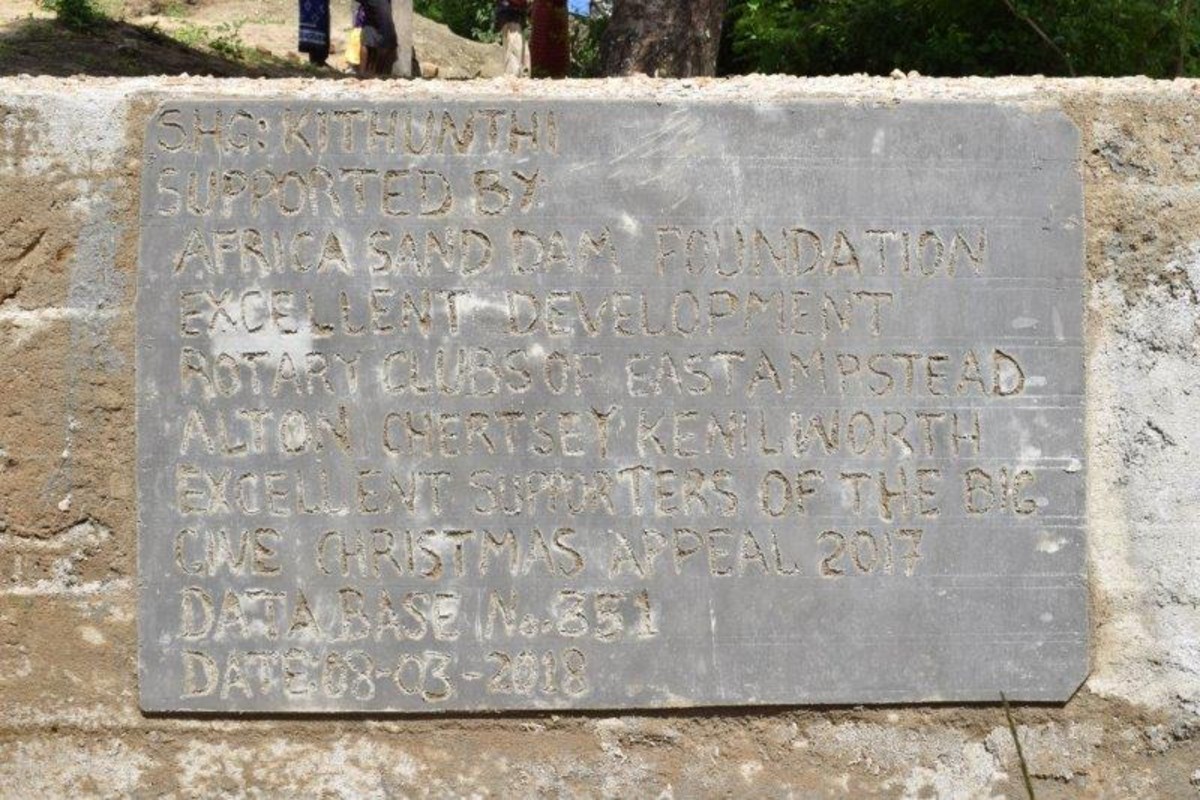 SHG: KITHUNTHI
SUPPORTED BY:
AFRICA SAND DAM FOUNDATION
EXCELLENT DEVELOPMENT
ROTARY CLUBS OF EASTAMPSTEAD
ALTON CHERTSEY KENILWORTH
EXCELLENT SUPPORTERS OF THE BIG
GIVE CHRISTMAS APPEAL 2017
DATA BASE No. 351
DATE: 08-03-2018